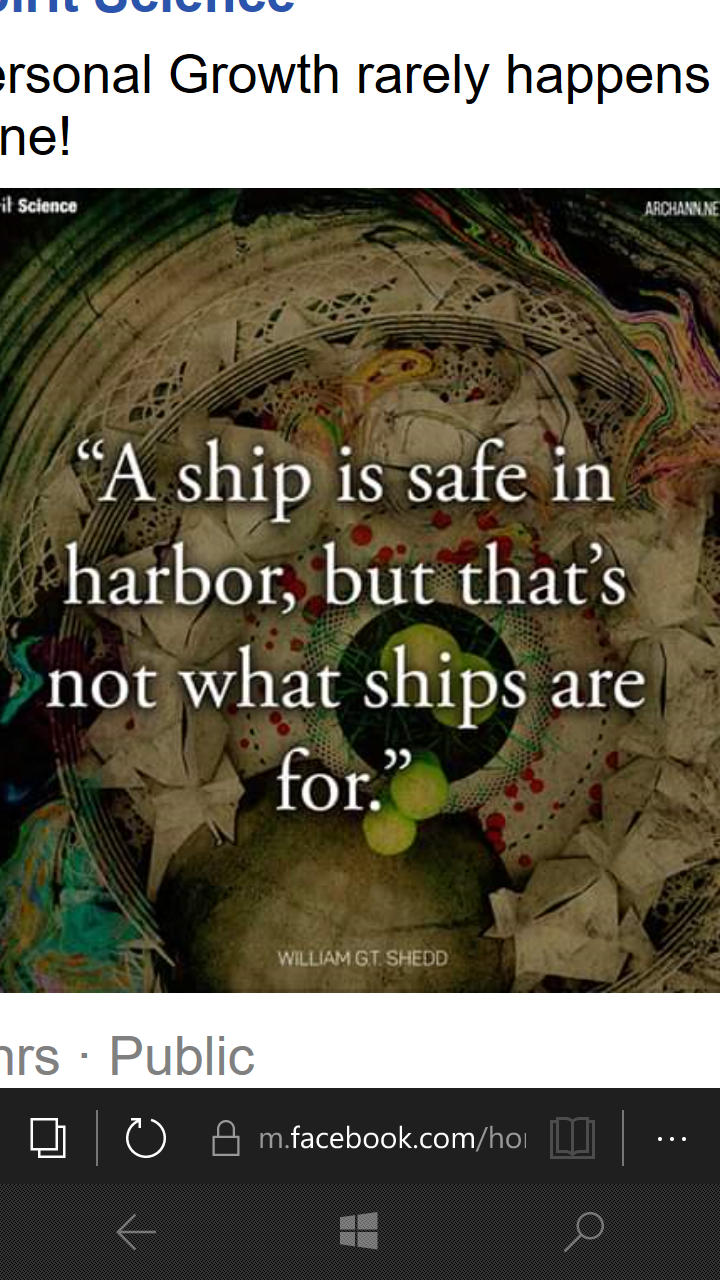 pirit Science
ersonal Growth rarely happens
ne!
it Science
ARCHANN.NE
“A ship is safe in
harbor, but that’s
not what ships are
for.”
WILLIAM G.T. SHEDD
hrs · Public
m.facebook.com/ho